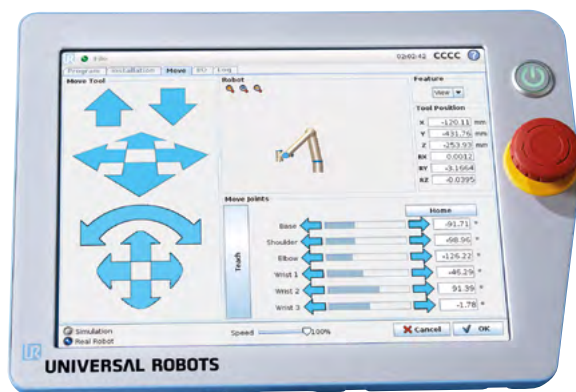 File
02:02:42 CCCC ?
Program Installation Move I/O Log
Move Tool
Robot
Feature
View
Tool Position
X -120.11 mm
Y -431.76 mm
Z -253.93 mm
RX 0.0012
RY -3.1664
RZ -0.0395
Move Joints
Home
Teach
Base -91.71 °
Shoulder -98.96 °
Elbow -126.22 °
Wrist 1 -46.29 °
Wrist 2 91.39 °
Wrist 3 -1.78 °
Simulation
Real Robot
Speed 100%
Cancel
OK
UR
UNIVERSAL ROBOTS